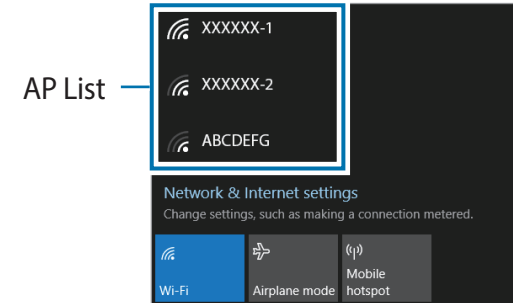 XXXXXX-1
XXXXXX-2
AP List
ABCDEFG
Network & Internet settings
Change settings, such as making a connection metered.
Wi-Fi
Airplane mode
Mobile
hotspot